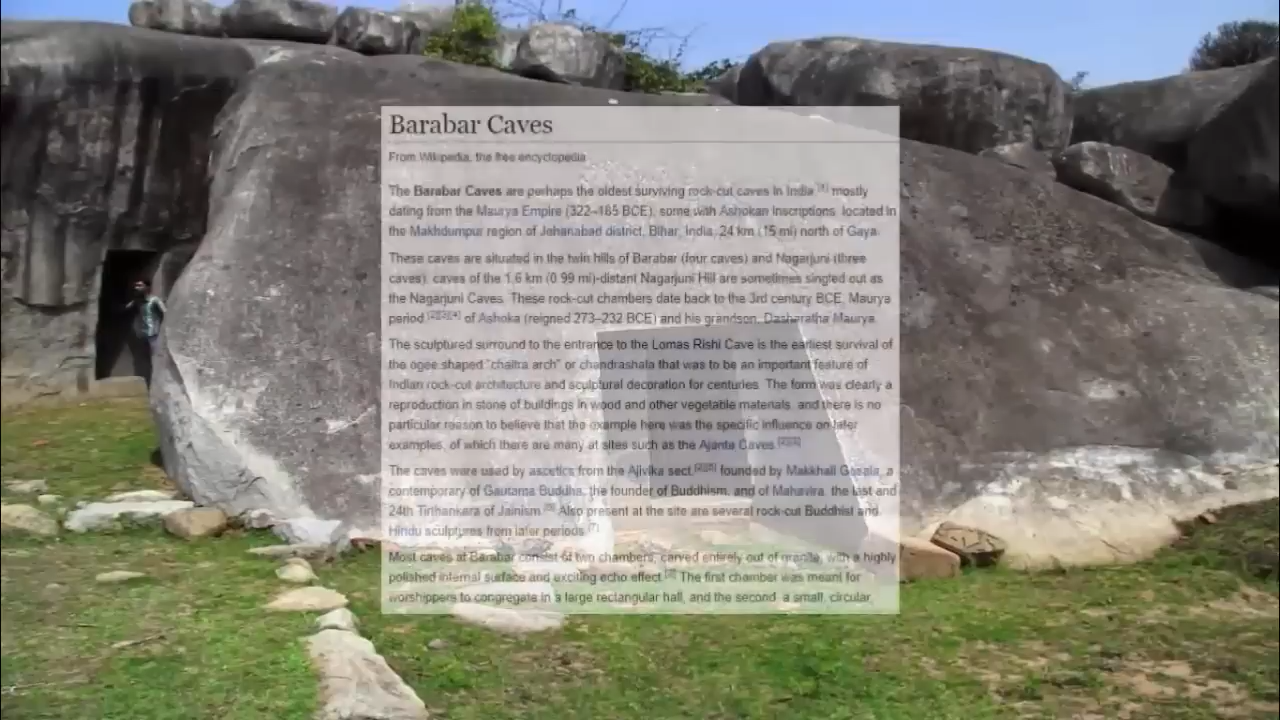 Barabar Caves
From Wikipedia, the free encyclopedia
The Barabar Caves are perhaps the oldest surviving rock-cut caves in India,[1] mostly
dating from the Maurya Empire (322–185 BCE), some with Ashokan inscriptions, located in
the Makhdumpur region of Jehanabad district, Bihar, India, 24 km (15 mi) north of Gaya.
These caves are situated in the twin hills of Barabar (four caves) and Nagarjuni (three
caves); caves of the 1.6 km (0.99 mi)-distant Nagarjuni Hill are sometimes singled out as
the Nagarjuni Caves. These rock-cut chambers date back to the 3rd century BCE, Maurya
period,[2][3][4] of Ashoka (reigned 273–232 BCE) and his grandson, Dasharatha Maurya.
The sculptured surround to the entrance to the Lomas Rishi Cave is the earliest survival of
the ogee shaped "chaitya arch" or chandrashala that was to be an important feature of
Indian rock-cut architecture and sculptural decoration for centuries. The form was clearly a
reproduction in stone of buildings in wood and other vegetable materials, and there is no
particular reason to believe that the example here was the specific influence on later
examples, of which there are many at sites such as the Ajanta Caves.
The caves were used by ascetics from the Ajivika sect, founded by Makkhali Gosala, a
contemporary of Gautama Buddha, the founder of Buddhism, and of Mahavira, the last and
24th Tirthankara of Jainism. Also present at the site are several rock-cut Buddhist and
Hindu sculptures from later periods.[7]
Most caves at Barabar consist of two chambers, carved entirely out of granite, with a highly
polished internal surface and exciting echo effect. The first chamber was meant for
worshippers to congregate in a large rectangular hall, and the second, a small, circular,